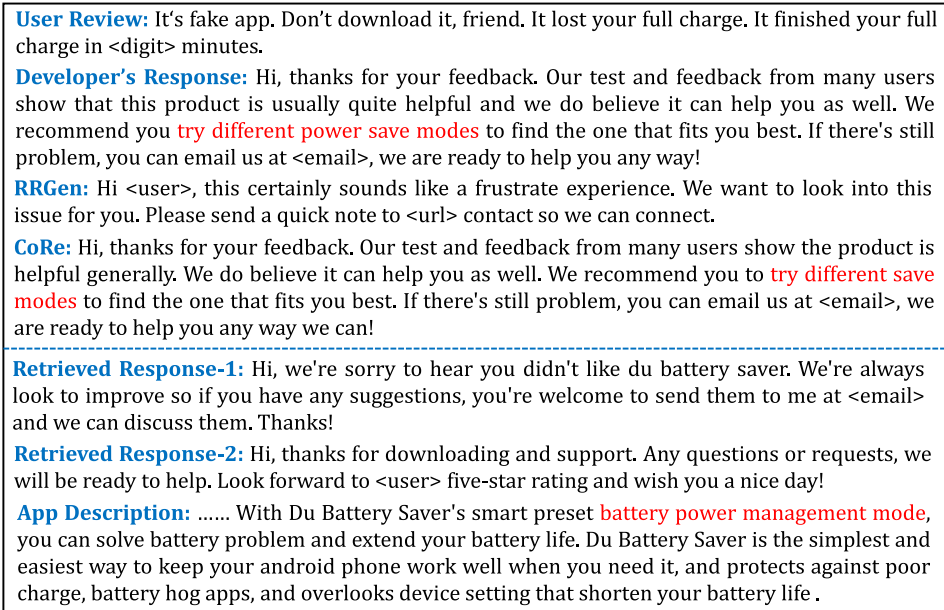 User Review: It‘s fake app. Don’t download it, friend. It lost your full charge. It finished your full
charge in <digit> minutes.
Developer’s Response: Hi, thanks for your feedback. Our test and feedback from many users
show that this product is usually quite helpful and we do believe it can help you as well. We
recommend you try different power save modes to find the one that fits you best. If there's still
problem, you can email us at <email>, we are ready to help you any way!
RRGen: Hi <user>, this certainly sounds like a frustrate experience. We want to look into this
issue for you. Please send a quick note to <url> contact so we can connect.
CoRe: Hi, thanks for your feedback. Our test and feedback from many users show the product is
helpful generally. We do believe it can help you as well. We recommend you to try different save
modes to find the one that fits you best. If there's still problem, you can email us at <email>, we
are ready to help you any way we can!
Retrieved Response-1: Hi, we're sorry to hear you didn't like du battery saver. We're always
look to improve so if you have any suggestions, you're welcome to send them to me at <email>
and we can discuss them. Thanks!
Retrieved Response-2: Hi, thanks for downloading and support. Any questions or requests, we
will be ready to help. Look forward to <user> five-star rating and wish you a nice day!
App Description: ...... With Du Battery Saver's smart preset battery power management mode,
you can solve battery problem and extend your battery life. Du Battery Saver is the simplest and
easiest way to keep your android phone work well when you need it, and protects against poor
charge, battery hog apps, and overlooks device setting that shorten your battery life .